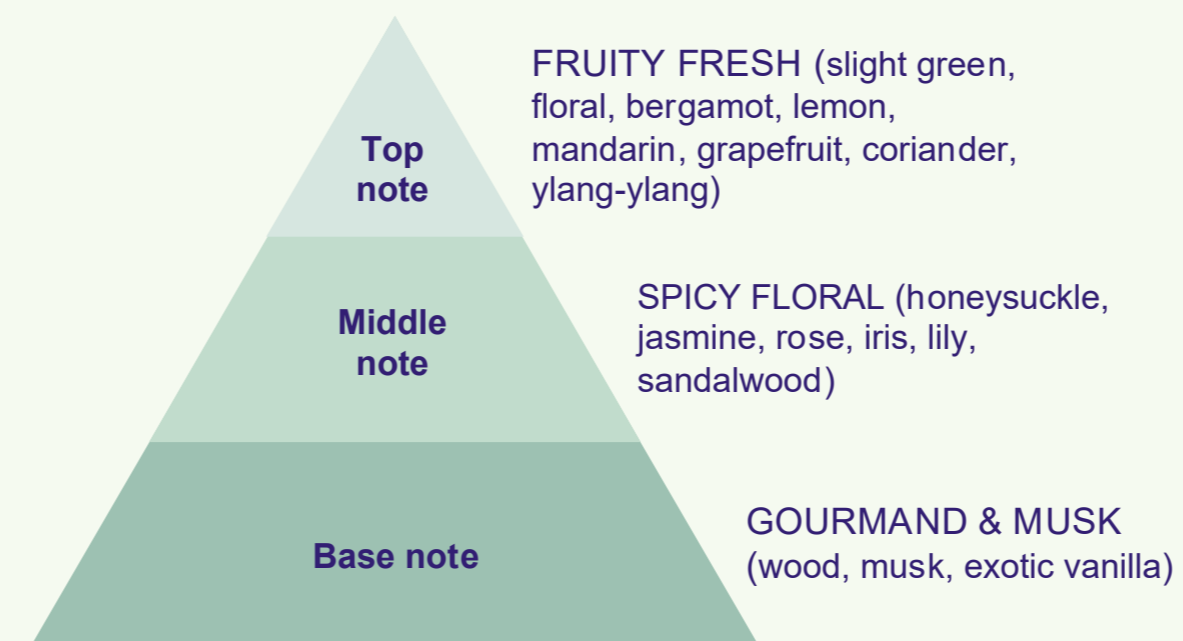 Top
note
FRUITY FRESH (slight green,
floral, bergamot, lemon,
mandarin, grapefruit, coriander,
ylang-ylang)
Middle
note
SPICY FLORAL (honeysuckle,
jasmine, rose, iris, lily,
sandalwood)
Base note
GOURMAND & MUSK
(wood, musk, exotic vanilla)